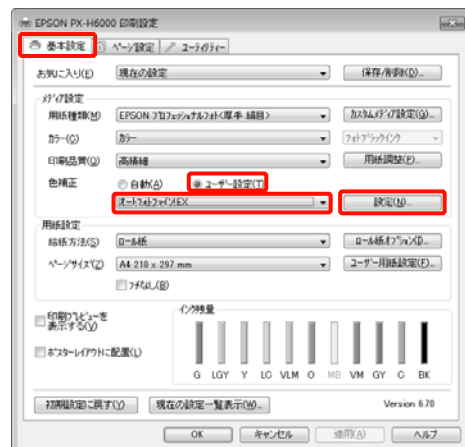 EPSON PX-H6000 印刷設定
基本設定 ページ設定 ユーティリティー
お気に入り(E) 現在の設定 保存/削除(D)...
メディア設定
用紙種類(M) EPSON プロフェッショナルフォト<厚手 絹目> カスタムメディア設定(G)...
カラー(C) カラー フォトブラックインク
印刷品質(Q) 高精細 用紙調整(P)...
色補正 自動(A) ユーザー設定(T)
オートフォトファインEX 設定(N)...
用紙設定
給紙方法(S) ロール紙 ロール紙オプション(I)...
ページサイズ(Z) A4 210 x 297 mm ユーザー用紙設定(F)...
フチなし(B)
印刷プレビューを
表示する(V)
ポスターレイアウトに配置(L)
インク残量
G LGY Y LC VLM O MB VM GY C BK
初期設定に戻す(Y) 現在の設定一覧表示(W)... Version 6.70
OK キャンセル 適用(A) ヘルプ